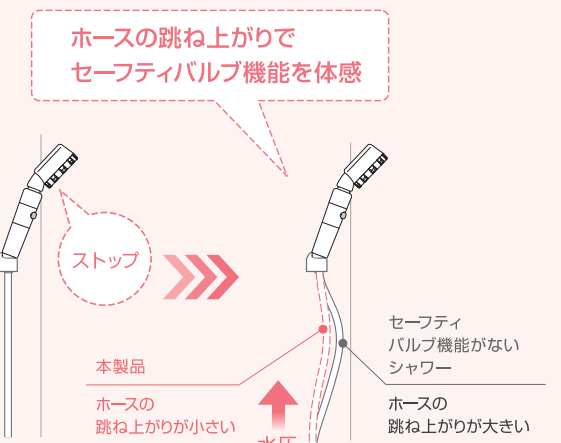 ホースの跳ね上がりで
セーフティバルブ機能を体感
ストップ
セーフティ
バルブ機能がない
シャワー
本製品
ホースの
跳ね上がりが小さい
ホースの
跳ね上がりが大きい
水圧